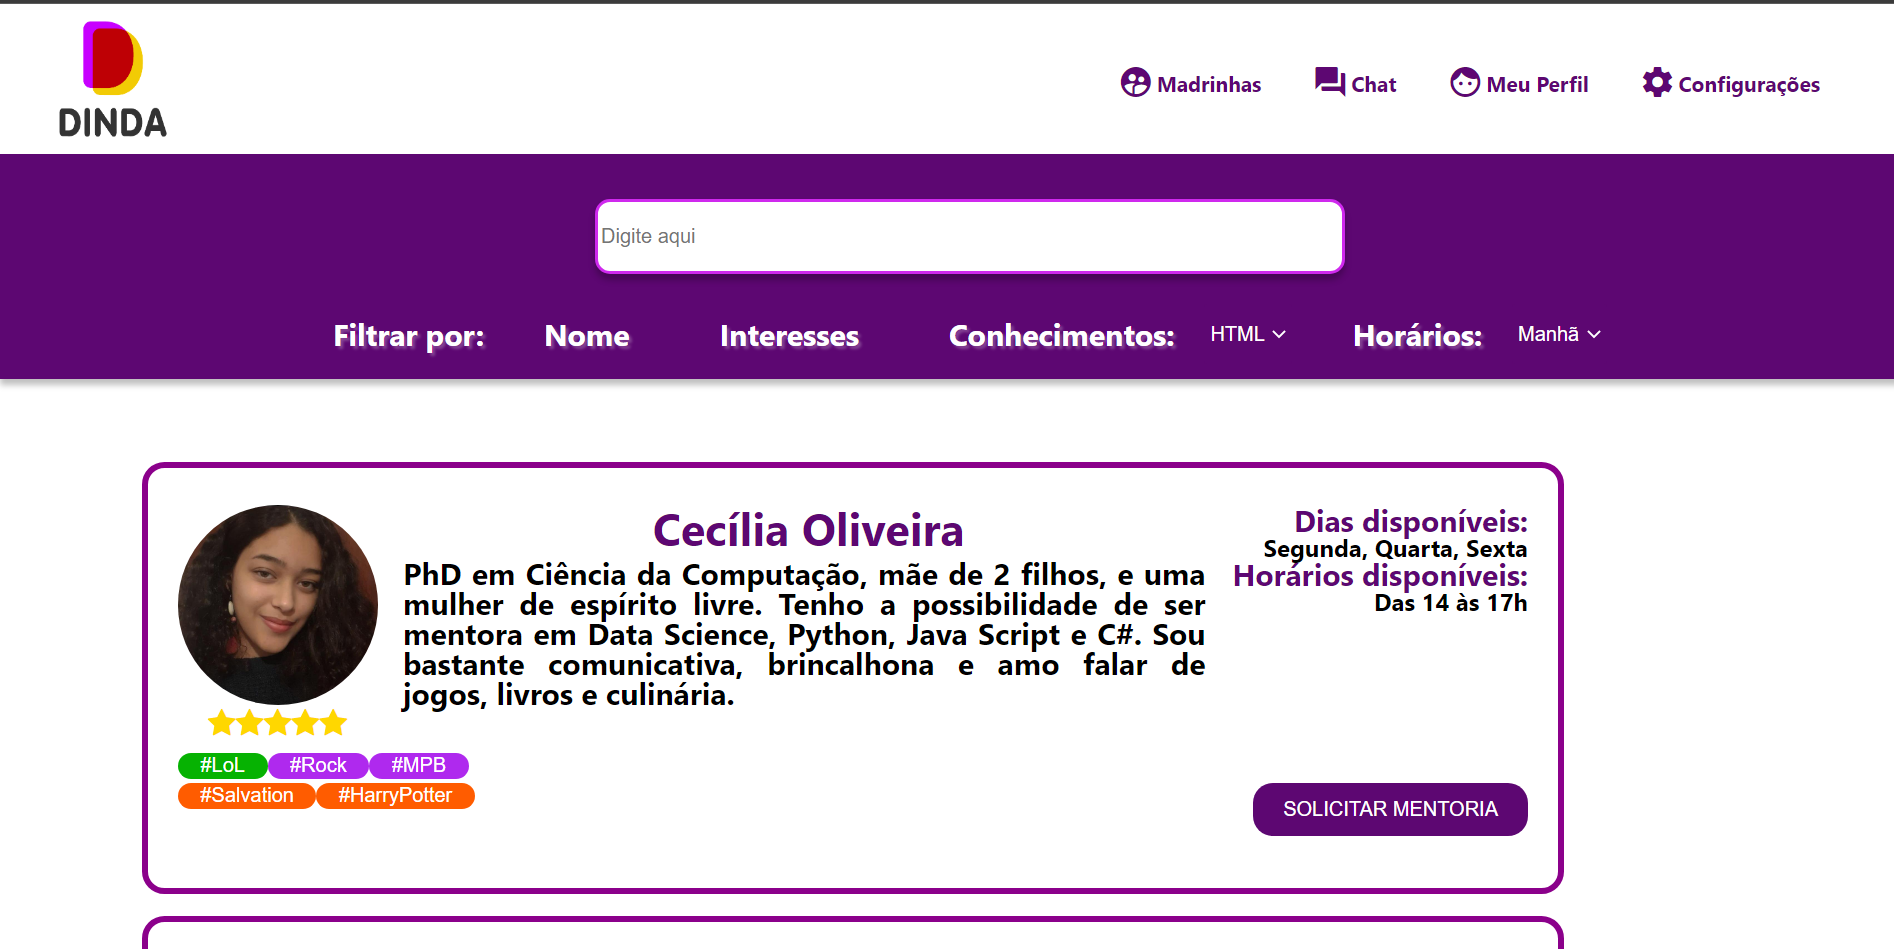 DINDA
Madrinhas Chat Meu Perfil Configurações
Digite aqui
Filtrar por: Nome Interesses Conhecimentos: HTML Horários: Manhã
Cecília Oliveira
PhD em Ciência da Computação, mãe de 2 filhos, e uma
mulher de espírito livre. Tenho a possibilidade de ser
mentora em Data Science, Python, Java Script e C#. Sou
bastante comunicativa, brincalhona e amo falar de
jogos, livros e culinária.
Dias disponíveis:
Segunda, Quarta, Sexta
Horários disponíveis:
Das 14 às 17h
#LoL #Rock #MPB
#Salvation #HarryPotter
SOLICITAR MENTORIA